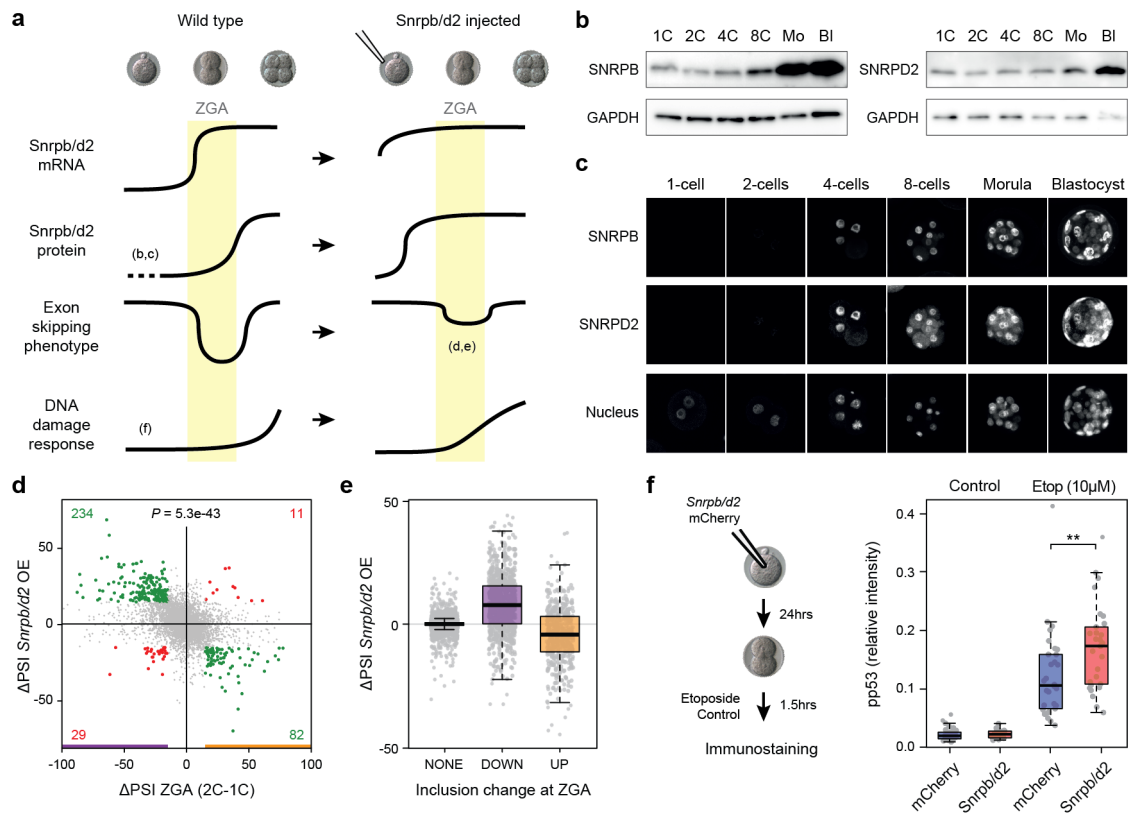 a
Wild type
Snrpb/d2 injected
ZGA
ZGA
Snrpb/d2
mRNA
Snrpb/d2
protein
(b,c)
Exon
skipping
phenotype
(d,e)
DNA
damage
response
(f)
b
1C 2C 4C 8C Mo Bl
SNRPB
GAPDH
1C 2C 4C 8C Mo Bl
SNRPD2
GAPDH
c
1-cell 2-cells 4-cells 8-cells Morula Blastocyst
SNRPB
SNRPD2
Nucleus
d
234
P = 5.3e-43
11
50
0
-50
29
82
-100 -50 0 50 100
ΔPSI Snrpb/d2 OE
ΔPSI ZGA (2C-1C)
e
50
0
-50
ΔPSI Snrpb/d2 OE
NONE DOWN UP
Inclusion change at ZGA
f
Snrpb/d2
mCherry
24hrs
Etoposide
Control
1.5hrs
Immunostaining
Control Etop (10μM)
**
0.4
0.3
0.2
0.1
0.0
pp53 (relative intensity)
mCherry
Snrpb/d2
mCherry
Snrpb/d2